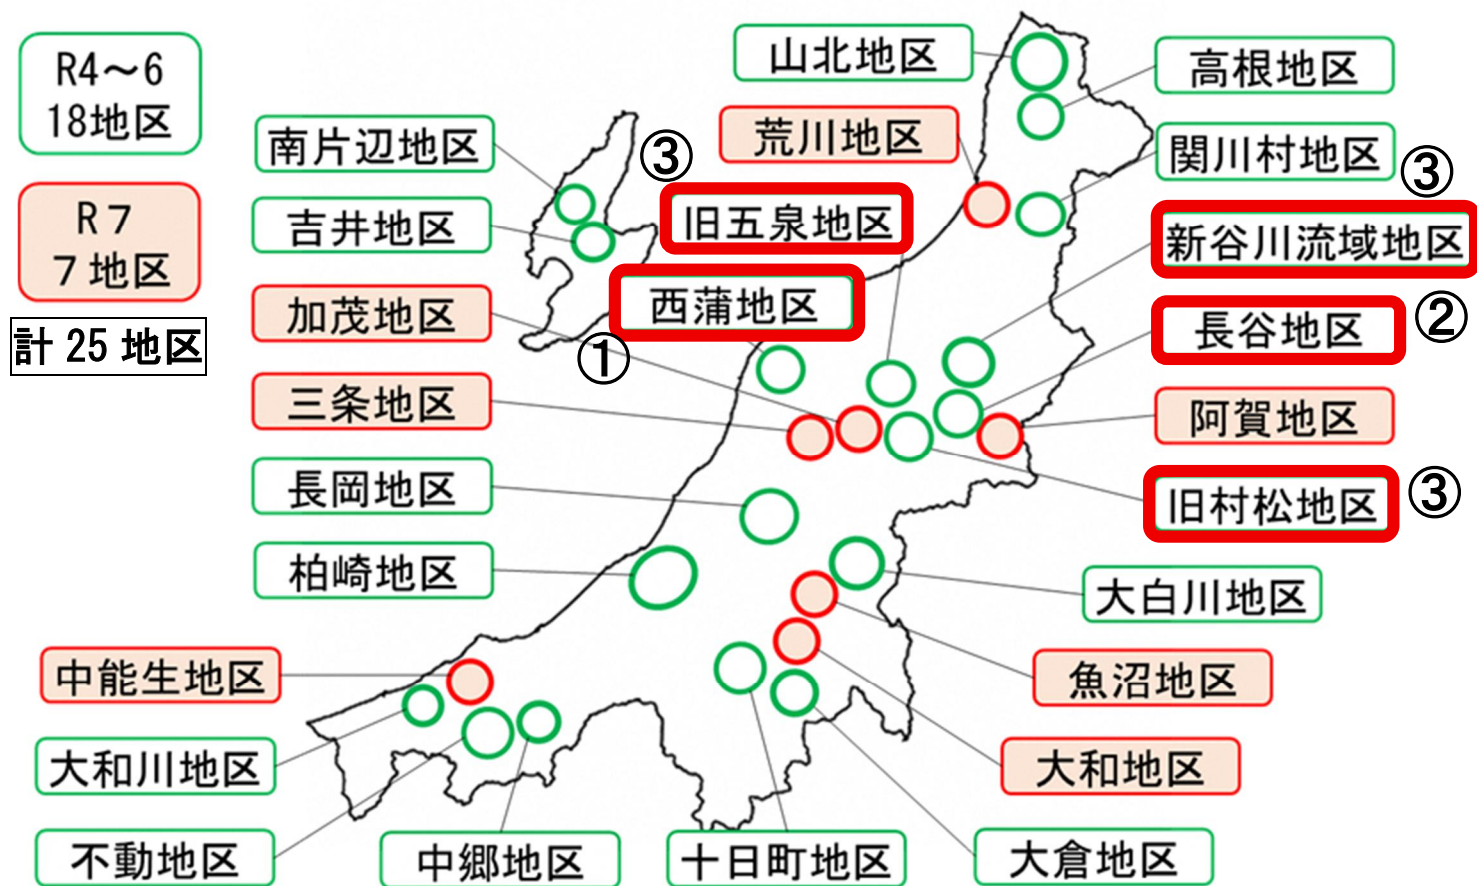 R4～6
18地区
R７
７地区
計 25 地区
山北地区
高根地区
荒川地区
関川村地区
南片辺地区
③
吉井地区
旧五泉地区
③
新谷川流域地区
西蒲地区
①
加茂地区
長谷地区
②
三条地区
阿賀地区
長岡地区
旧村松地区
③
柏崎地区
大白川地区
中能生地区
魚沼地区
大和川地区
大和地区
不動地区
中郷地区
十日町地区
大倉地区